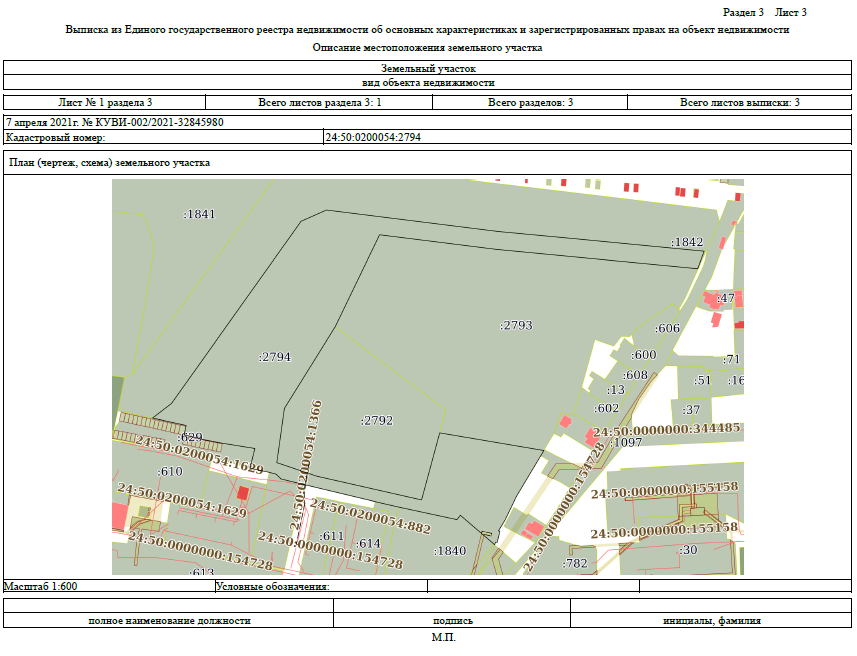 Раздел 3 Лист 3
Выписка из Единого государственного реестра недвижимости об основных характеристиках и зарегистрированных правах на объект недвижимости
Описание местоположения земельного участка
Земельный участок
вид объекта недвижимости
Лист № 1 раздела 3 Всего листов раздела 3: 1 Всего разделов: 3 Всего листов выписки: 3
7 апреля 2021г. № КУВИ-002/2021-32845980
Кадастровый номер: 24:50:0200054:2794
План (чертеж, схема) земельного участка
:1841
:1842
:47
:2793
:606
:2794
:600
:71
:608
:51
:16
:13
:602
:37
:2792
24:50:0200054:1366
24:50:0000000:344485
:629
24:50:0200054:1689
:1097
:610
24:50:0000000:154728
24:50:0200054:1629
24:50:0000000:155158
24:50:0200054:882
24:50:0000000:155158
24:50:0000000:154728
24:50:0000000:154728
:611
:614
:1840
:30
:782
:613
Масштаб 1:600 Условные обозначения:
полное наименование должности подпись инициалы, фамилия
М.П.